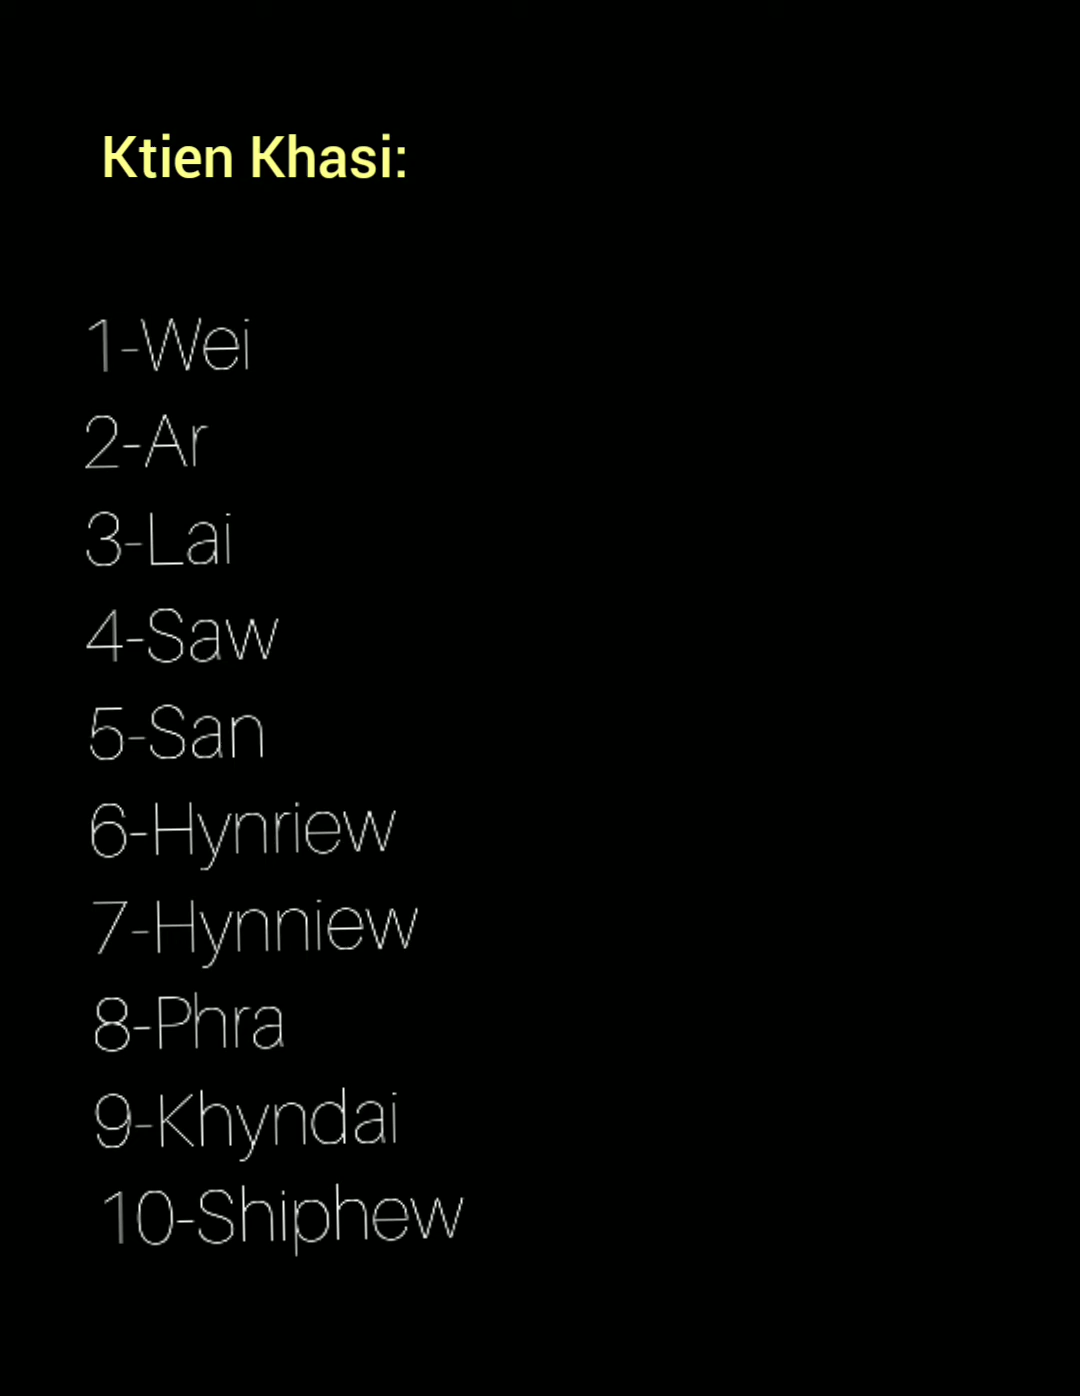 Ktien Khasi:
1-Wei
2-Ar
3-Lai
4-Saw
5-San
6-Hynriew
7-Hynniew
8-Phra
9-Khyndai
10-Shiphew